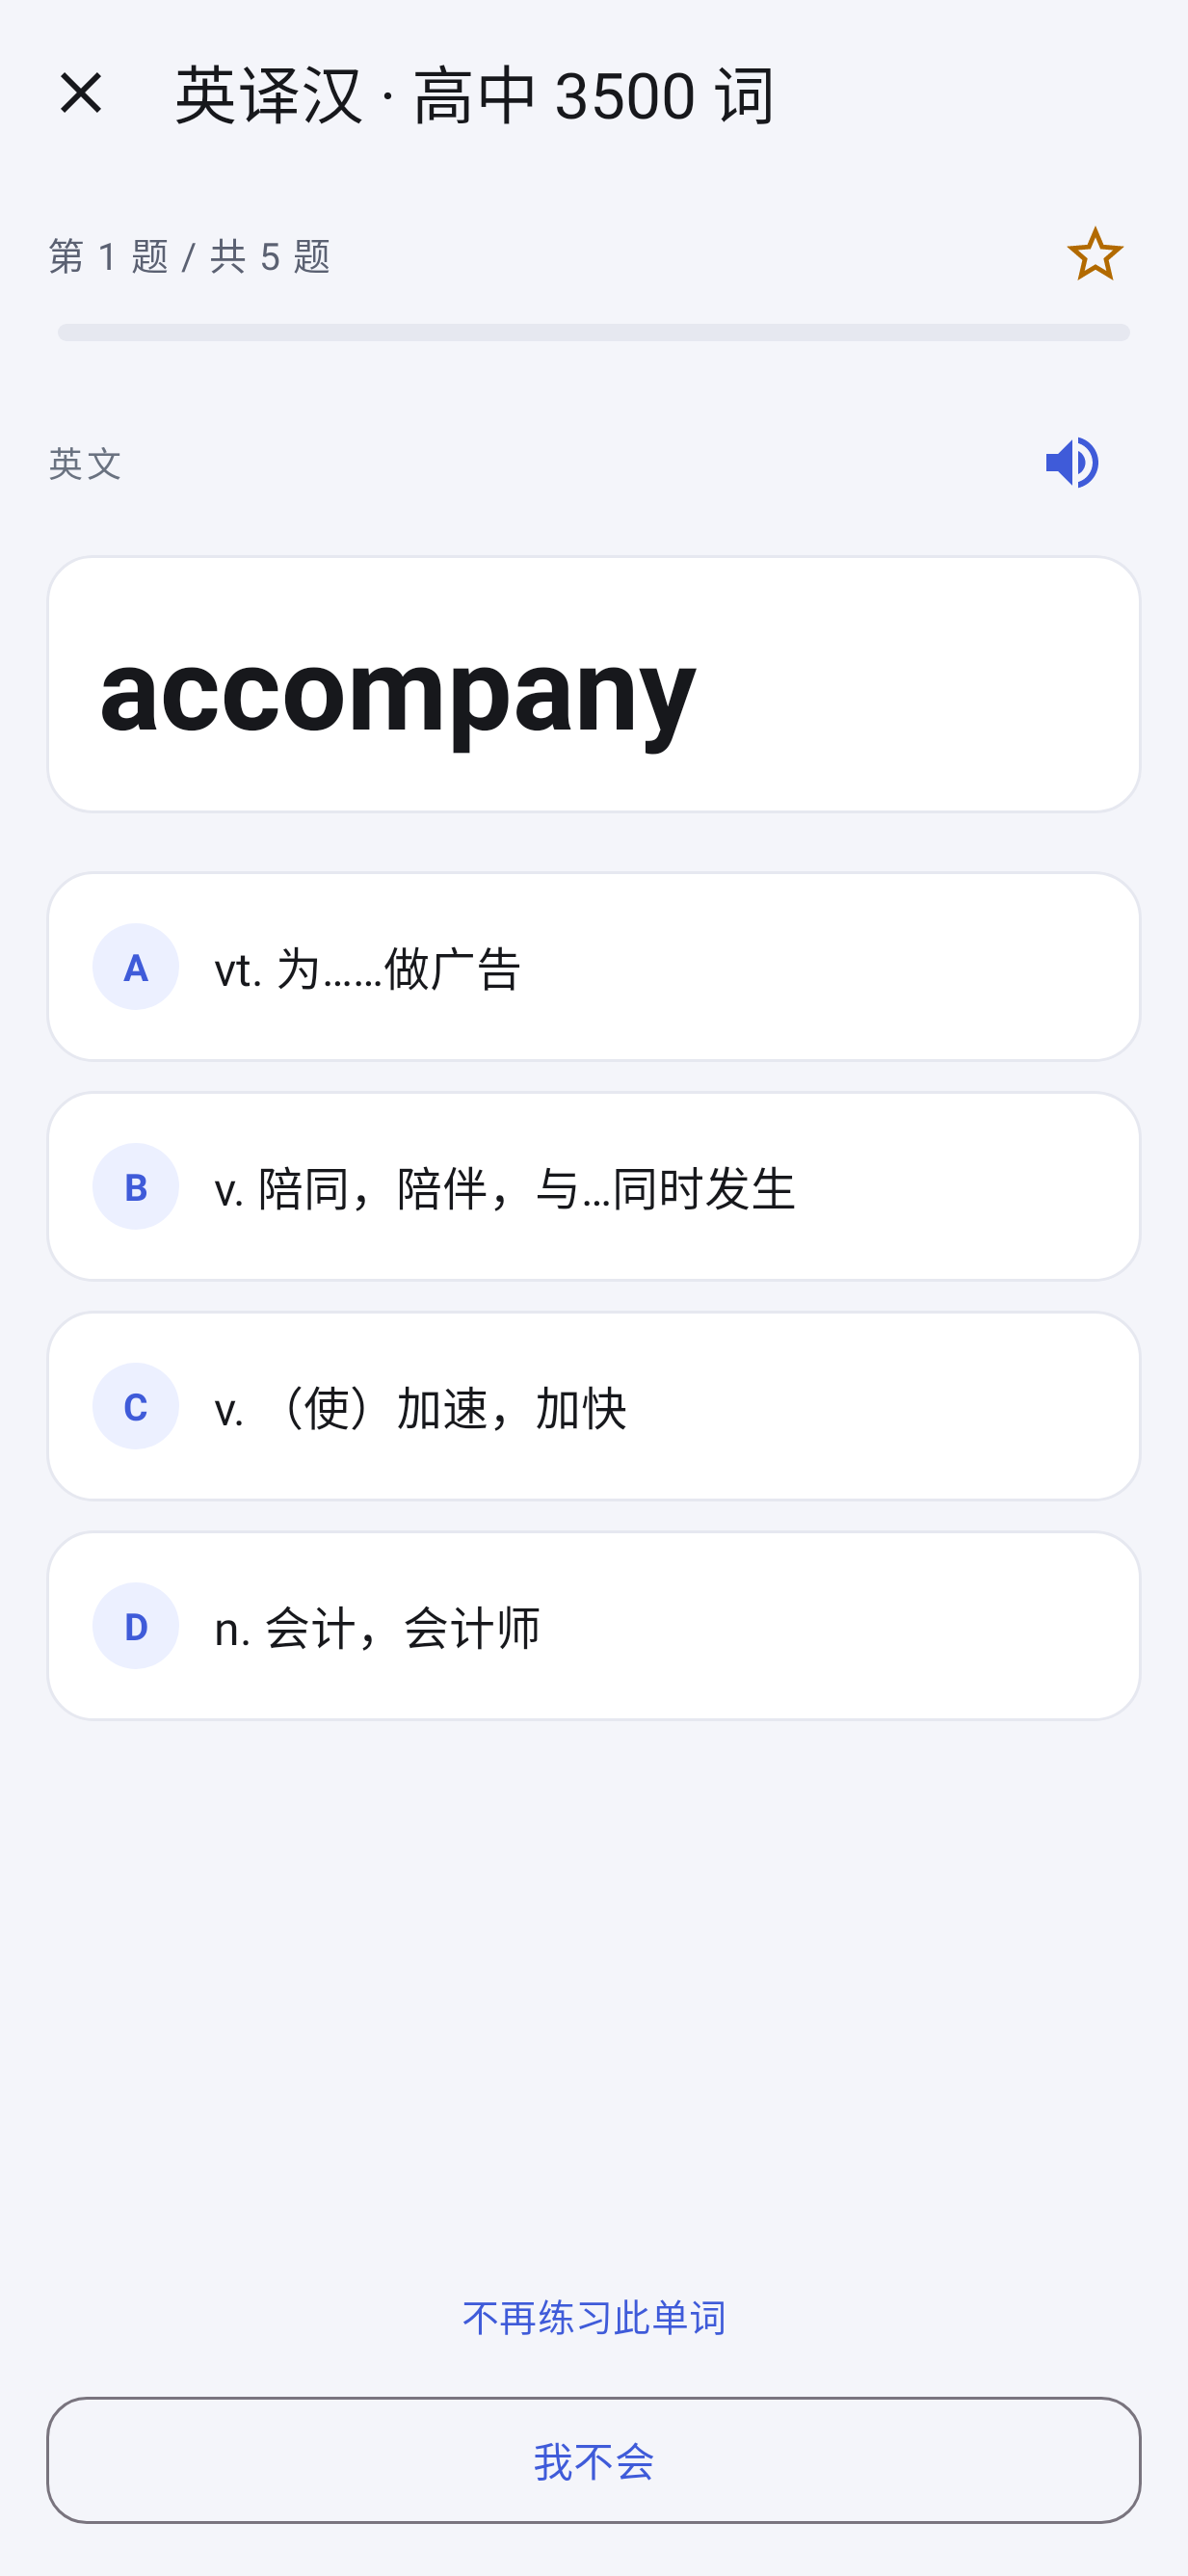 英译汉 · 高中 3500 词
第 1 题 / 共 5 题
英文
accompany
A vt. 为……做广告
B v. 陪同，陪伴，与…同时发生
C v. （使）加速，加快
D n. 会计，会计师
不再练习此单词
我不会